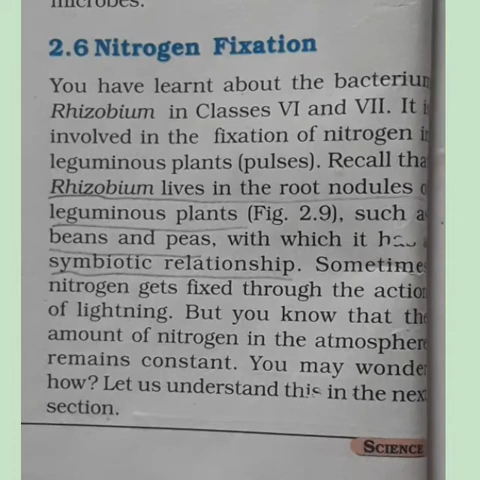 microbes.
2.6 Nitrogen Fixation
You have learnt about the bacterium
Rhizobium in Classes VI and VII. It i
involved in the fixation of nitrogen i
leguminous plants (pulses). Recall tha
Rhizobium lives in the root nodules o
leguminous plants (Fig. 2.9), such a
beans and peas, with which it has a
symbiotic relationship. Sometime
nitrogen gets fixed through the action
of lightning. But you know that the
amount of nitrogen in the atmosphere
remains constant. You may wonder
how? Let us understand this in the nex
section.
SCIENCE